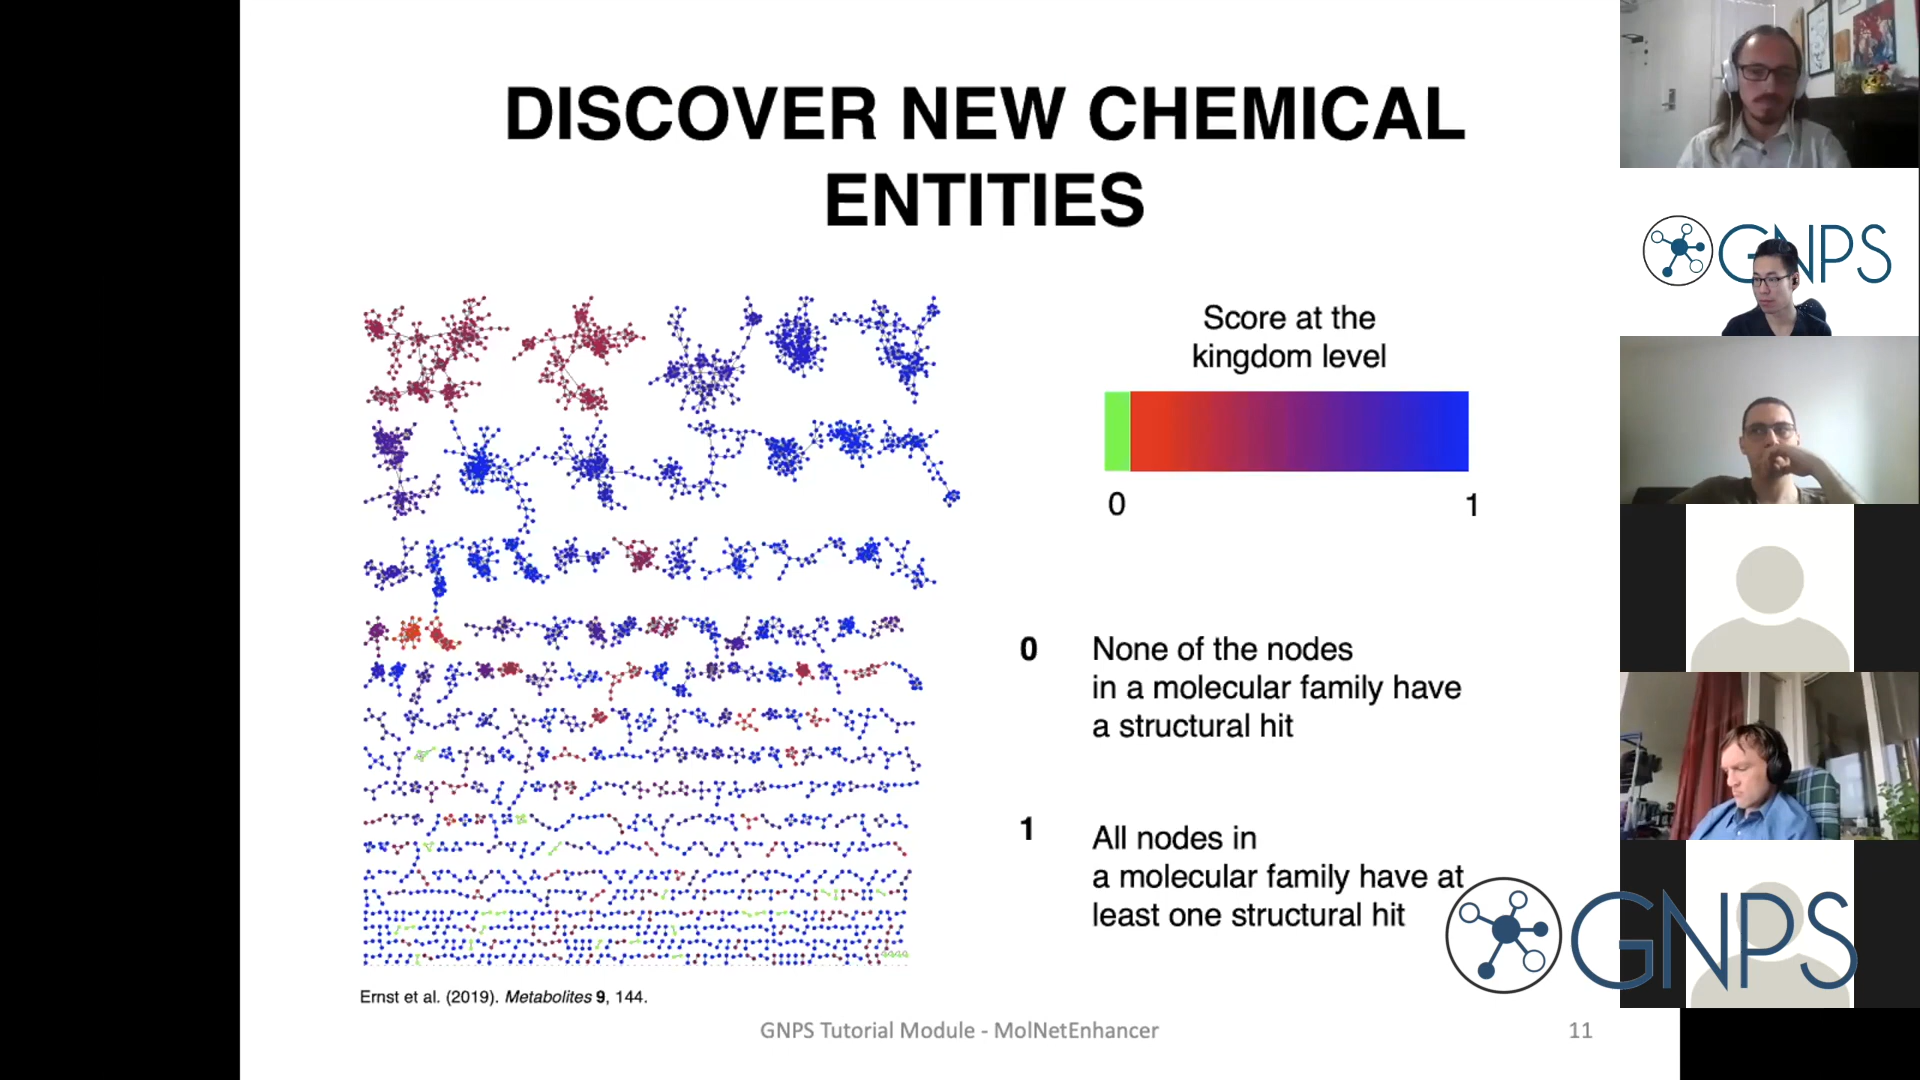 DISCOVER NEW CHEMICAL
ENTITIES
Score at the
kingdom level
0
1
0
None of the nodes
in a molecular family have
a structural hit
1
All nodes in
a molecular family have at
least one structural hit
Ernst et al. (2019). Metabolites 9, 144.
GNPS Tutorial Module - MolNetEnhancer
11
GNPS
GNPS